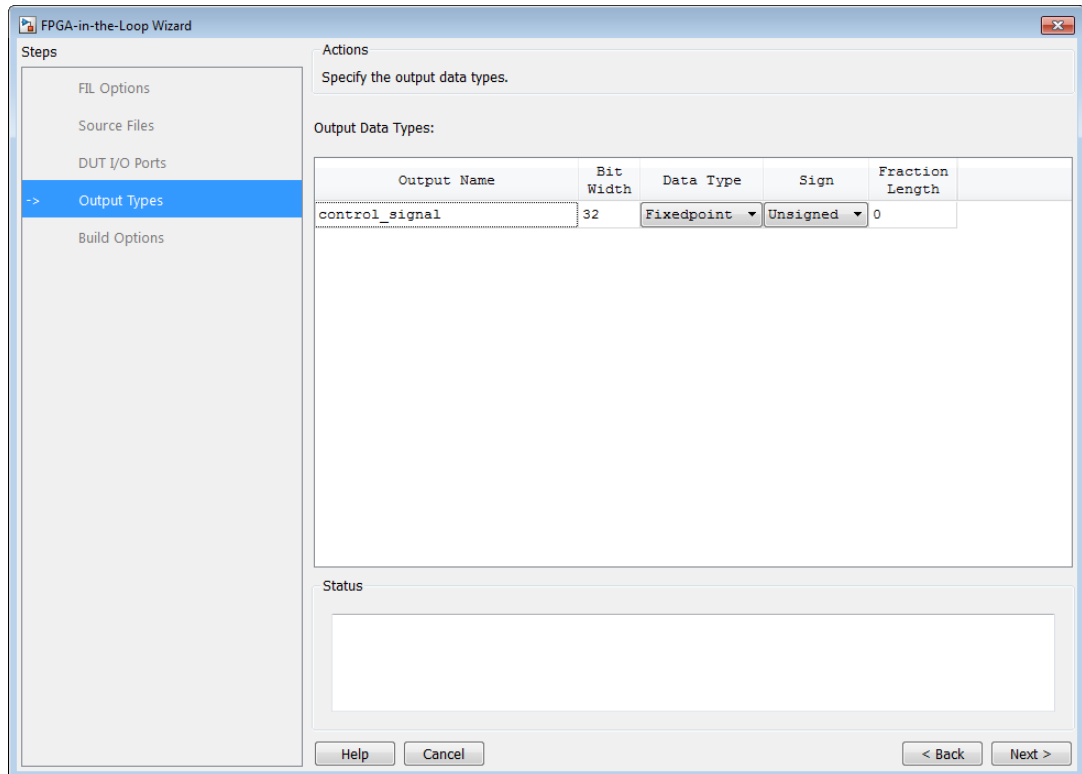 FPGA-in-the-Loop Wizard
Steps
FIL Options
Source Files
DUT I/O Ports
-> Output Types
Build Options
Actions
Specify the output data types.
Output Data Types:
Output Name Bit Width Data Type Sign Fraction Length
control_signal 32 Fixedpoint Unsigned 0
Status
Help Cancel < Back Next >